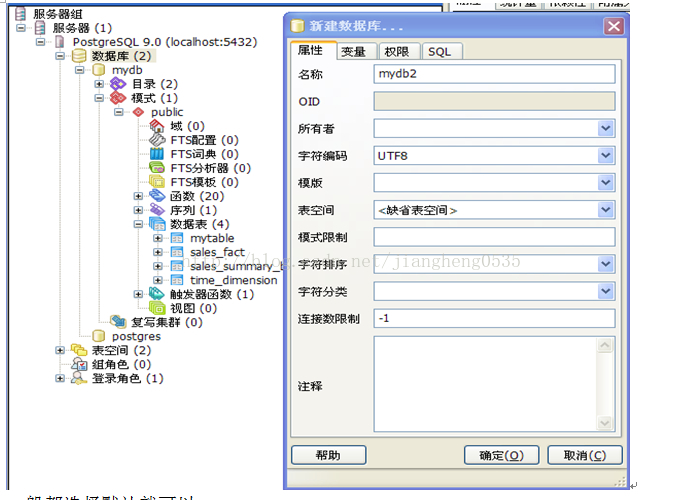 服务器组
服务器 (1)
PostgreSQL 9.0 (localhost:5432)
数据库 (2)
mydb
目录 (2)
模式 (1)
public
域 (0)
FTS配置 (0)
FTS词典 (0)
FTS分析器 (0)
FTS模板 (0)
函数 (20)
序列 (1)
数据表 (4)
mytable
sales_fact
sales_summary_b
time_dimension
触发器函数 (1)
视图 (0)
复写集群 (0)
postgres
表空间 (2)
组角色 (0)
登录角色 (1)
新建数据库...
属性 变量 权限 SQL
名称 mydb2
OID
所有者
字符编码 UTF8
模版
表空间 <缺省表空间>
模式限制
字符排序
字符分类
连接数限制 -1
注释
帮助 确定(O) 取消(C)
http://blog.csdn.net/jiangheng0535